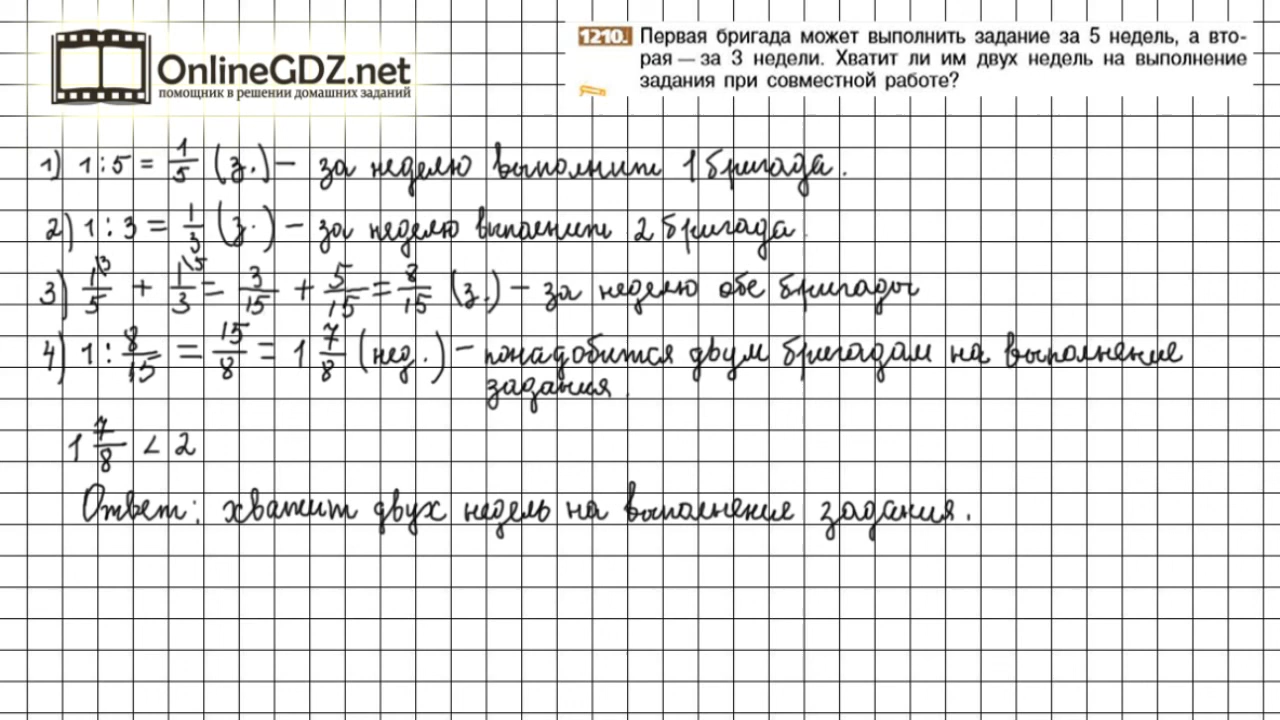 OnlineGDZ.net
помощник в решении домашних заданий
1210. Первая бригада может выполнить задание за 5 недель, а вто-
рая — за 3 недели. Хватит ли им двух недель на выполнение
задания при совместной работе?
1) 1 : 5 = 1/5 (з.) – за неделю выполнит 1 бригада.
2) 1 : 3 = 1/3 (з.) – за неделю выполнит 2 бригада.
3) 1\3/5 + 1\5/3 = 3/15 + 5/15 = 8/15 (з.) – за неделю обе бригады
4) 1 : 8/15 = 15/8 = 1 7/8 (нед.) – понадобится двум бригадам на выполнение
задания.
1 7/8 < 2
Ответ: хватит двух недель на выполнение задания.